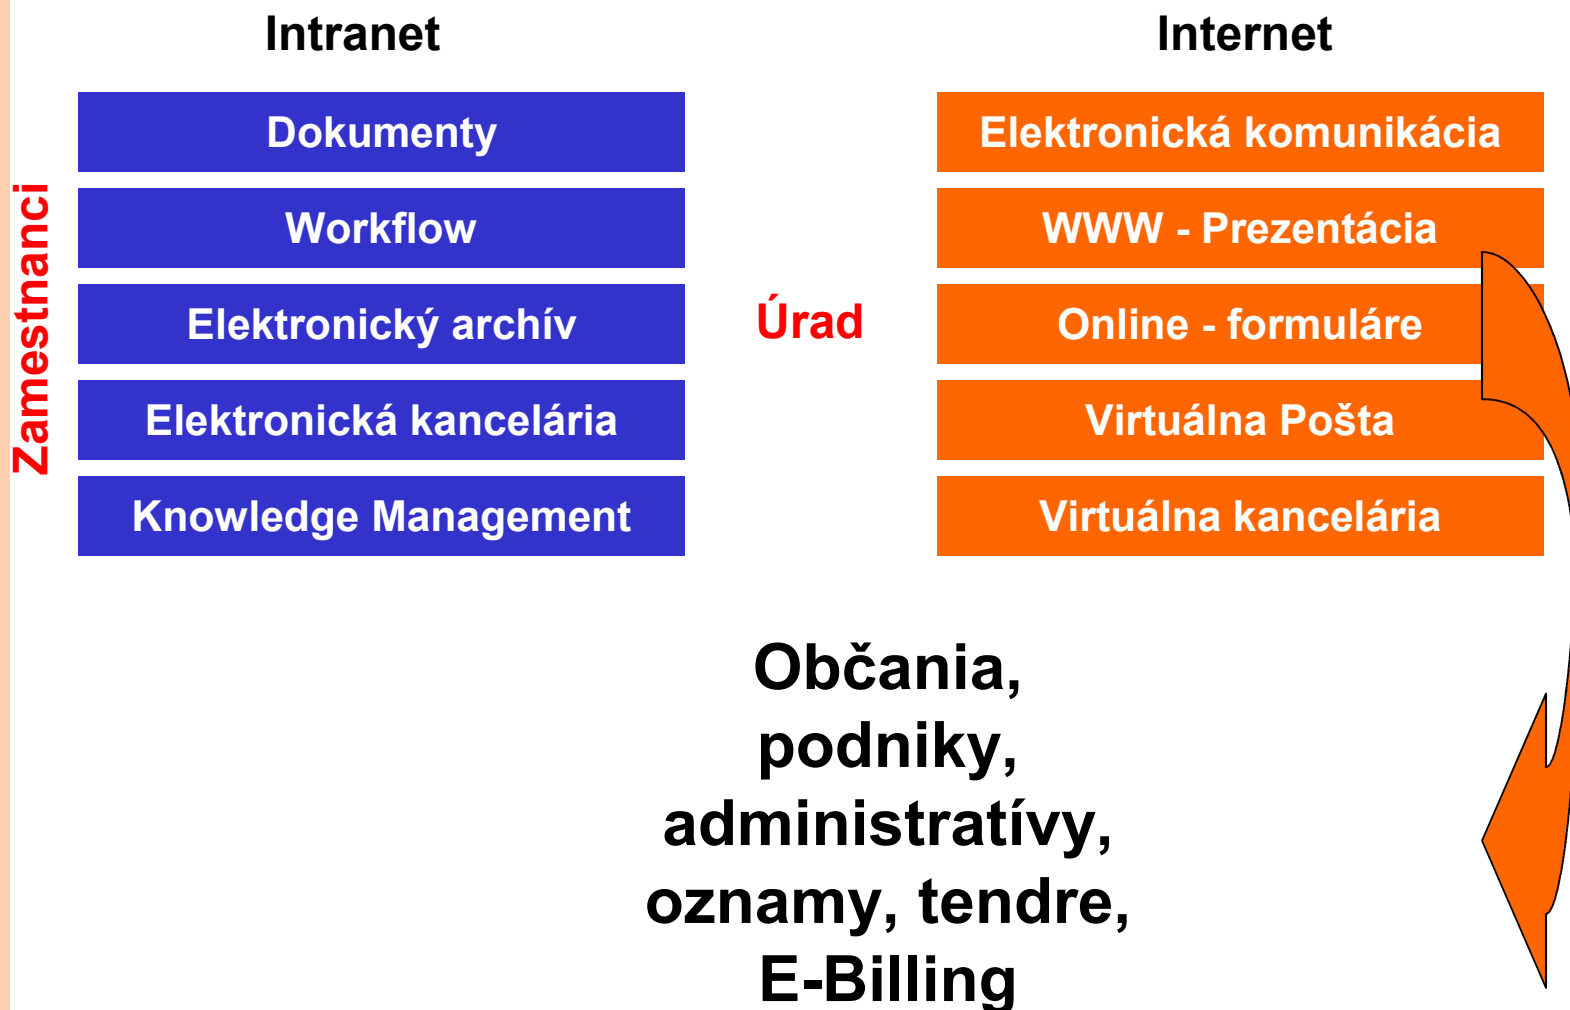 Intranet
Internet
Zamestnanci
Dokumenty
Workflow
Elektronický archív
Elektronická kancelária
Knowledge Management
Úrad
Elektronická komunikácia
WWW - Prezentácia
Online - formuláre
Virtuálna Pošta
Virtuálna kancelária
Občania,
podniky,
administratívy,
oznamy, tendre,
E-Billing